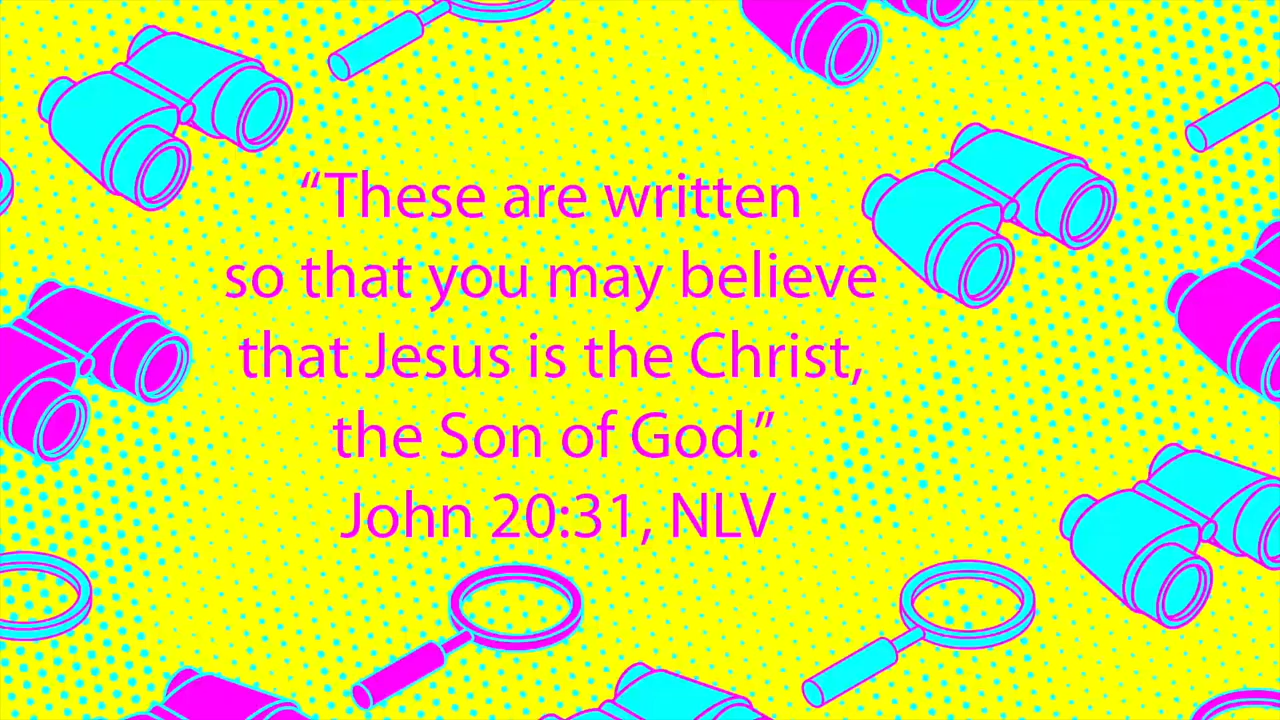 “These are written
so that you may believe
that Jesus is the Christ,
the Son of God.”
John 20:31, NLV